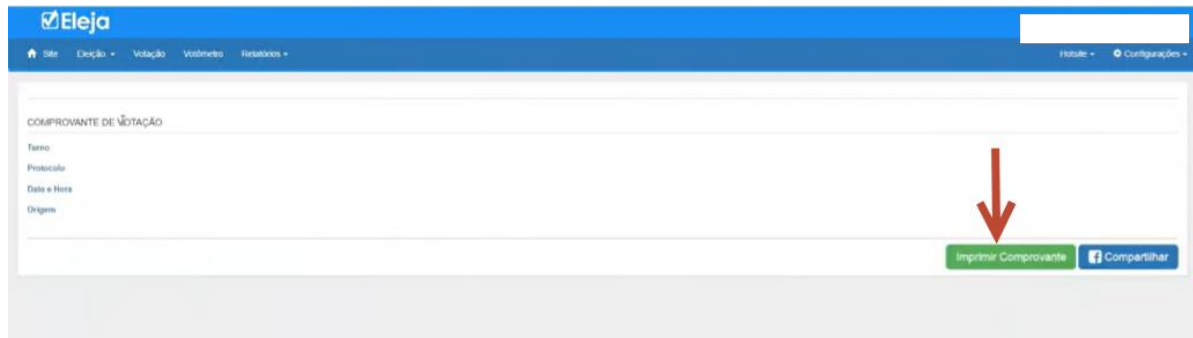 Eleja
Site Eleição Votação Votômetro Relatórios Hotsite Configurações
COMPROVANTE DE VOTAÇÃO
Turno
Protocolo
Data e Hora
Origem
Imprimir Comprovante Compartilhar